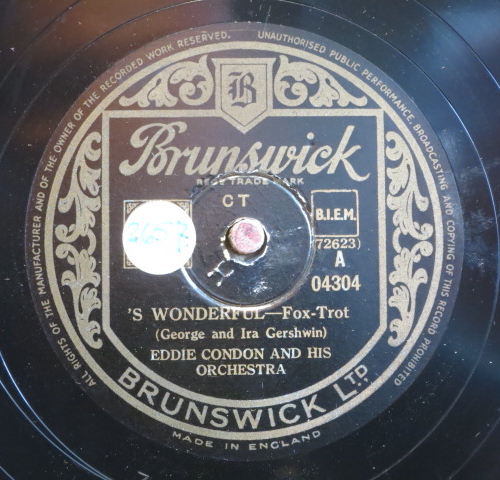 ALL RIGHTS OF THE MANUFACTURER AND OF THE OWNER OF THE RECORDED WORK RESERVED.
UNAUTHORISED PUBLIC PERFORMANCE, BROADCASTING AND COPYING OF THIS RECORD PROHIBITED
B
Brunswick
REGD TRADE MARK
CT
B.I.E.M.
(72623)
A
04304
'S WONDERFUL—Fox-Trot
(George and Ira Gershwin)
EDDIE CONDON AND HIS
ORCHESTRA
BRUNSWICK LTD.
MADE IN ENGLAND